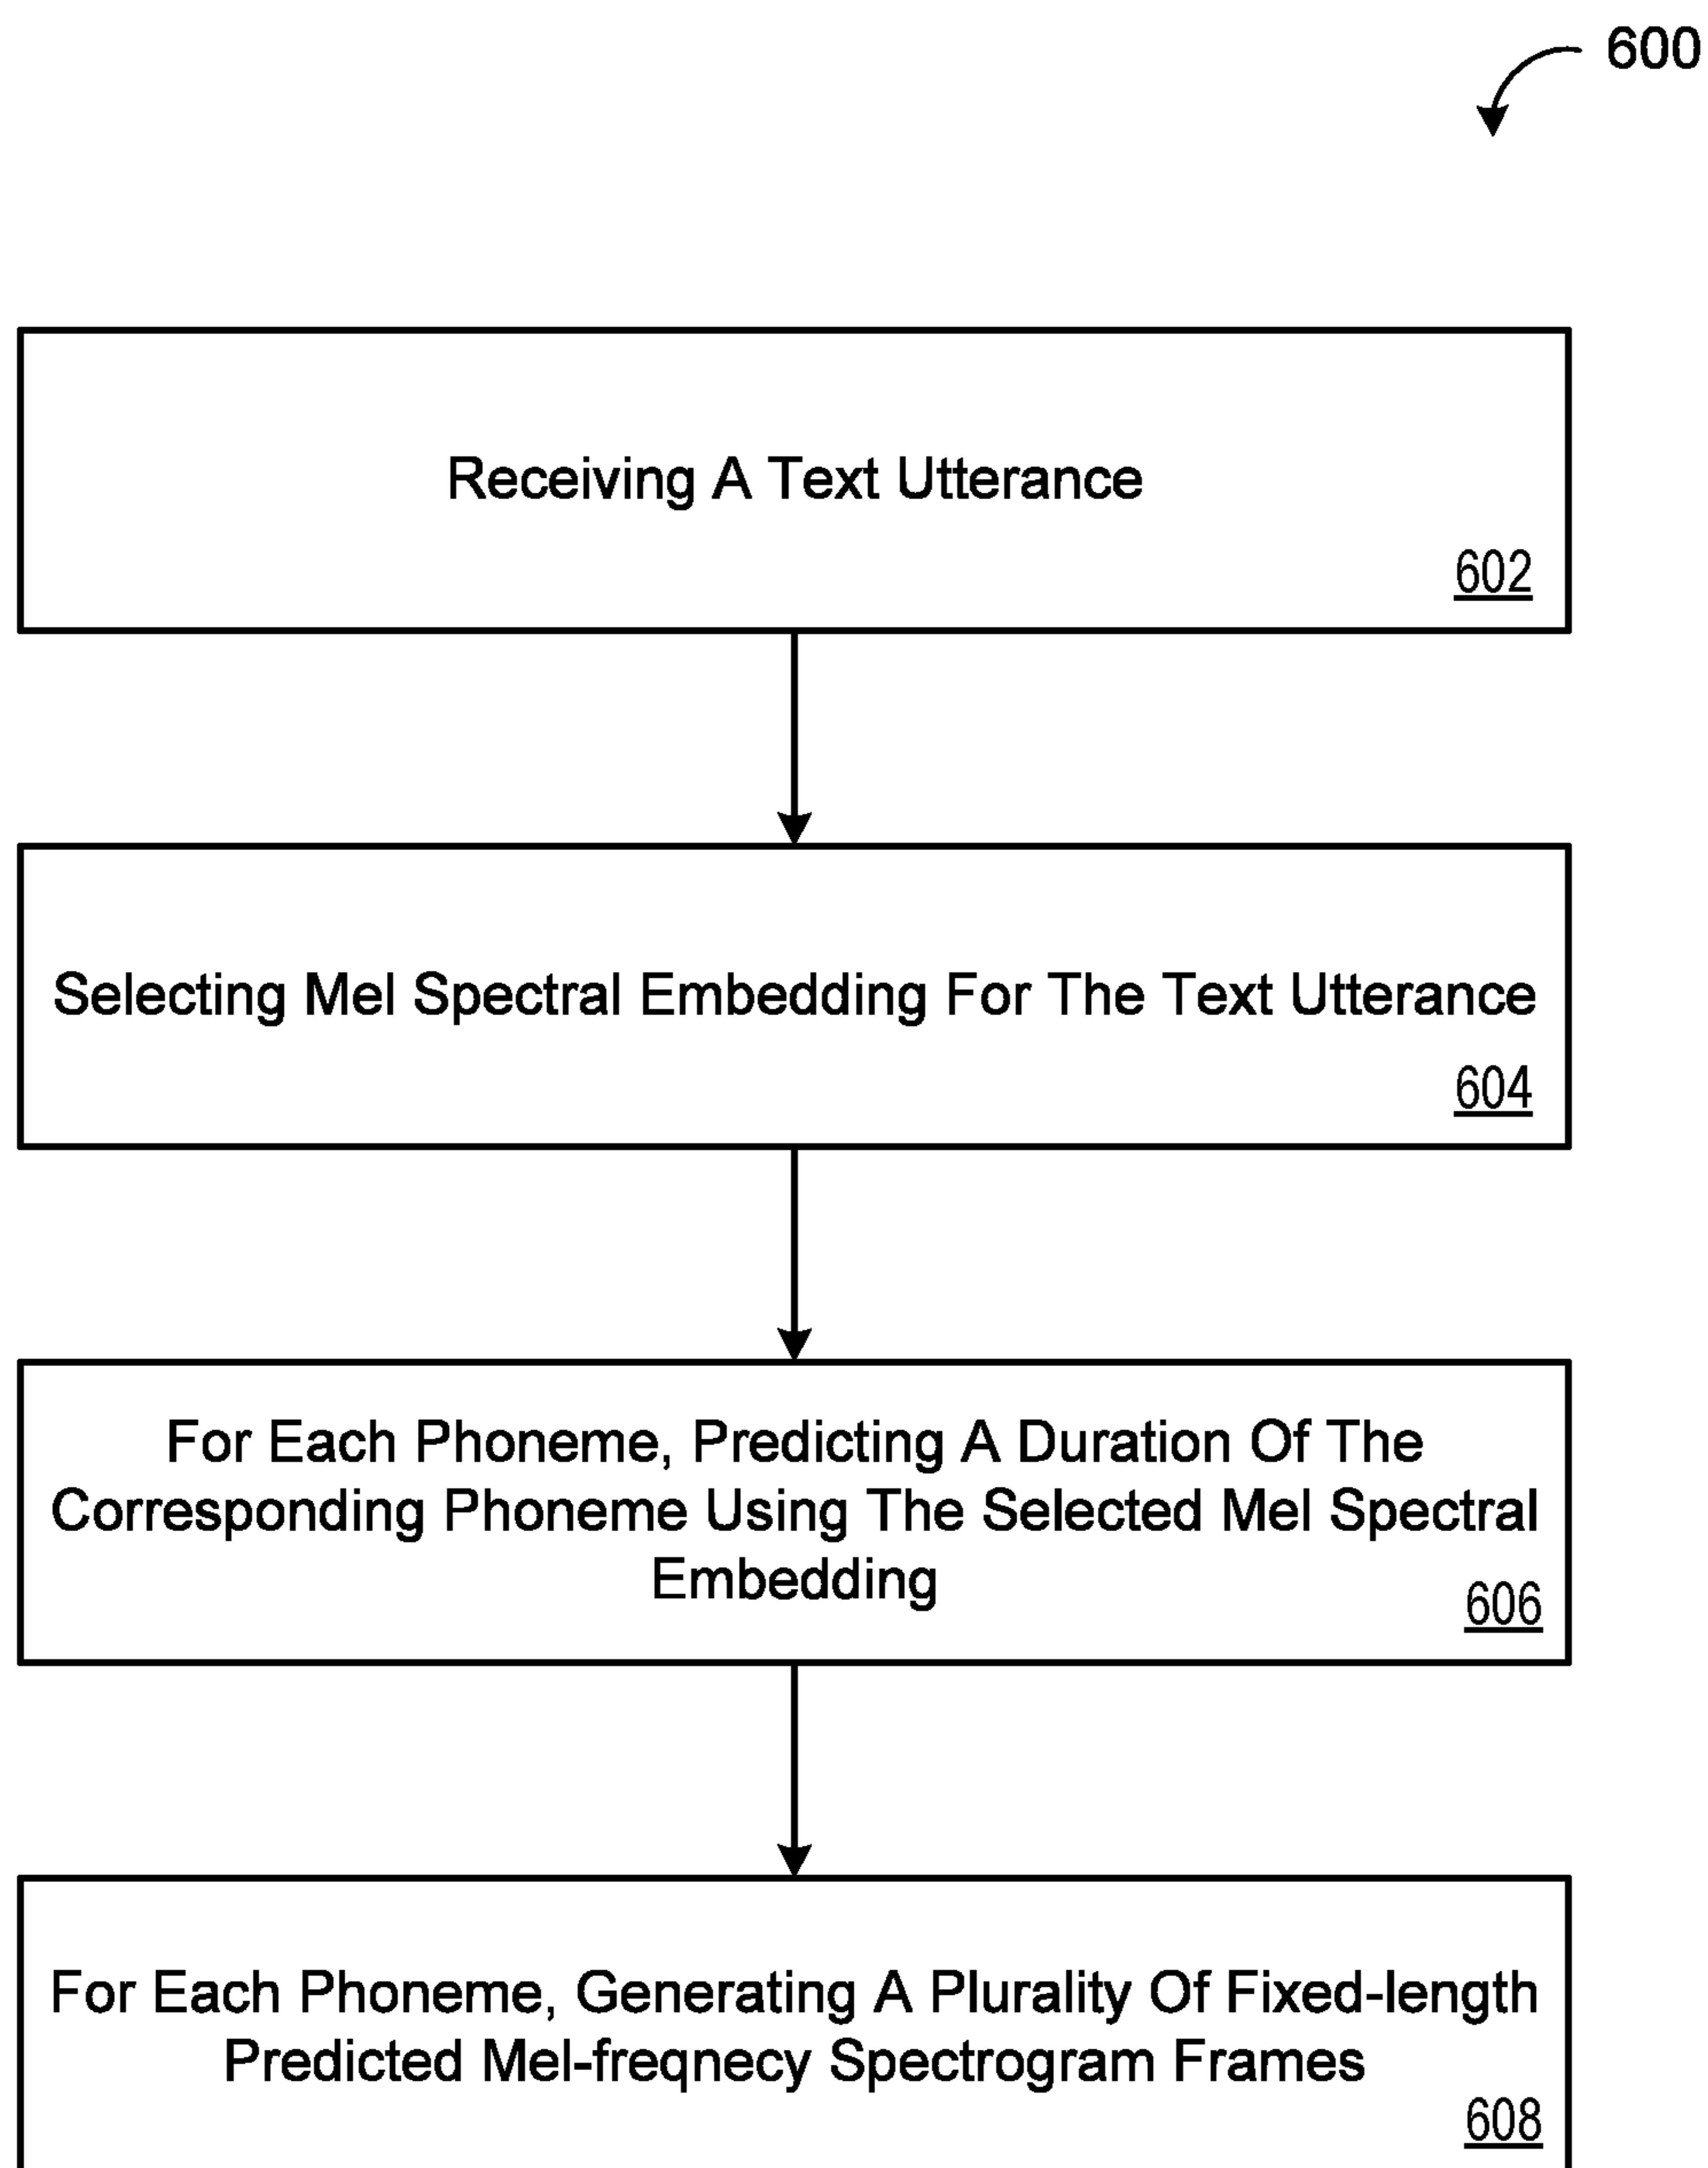 600
Receiving A Text Utterance
602
Selecting Mel Spectral Embedding For The Text Utterance
604
For Each Phoneme, Predicting A Duration Of The
Corresponding Phoneme Using The Selected Mel Spectral
Embedding
606
For Each Phoneme, Generating A Plurality Of Fixed-length
Predicted Mel-freqnecy Spectrogram Frames
608